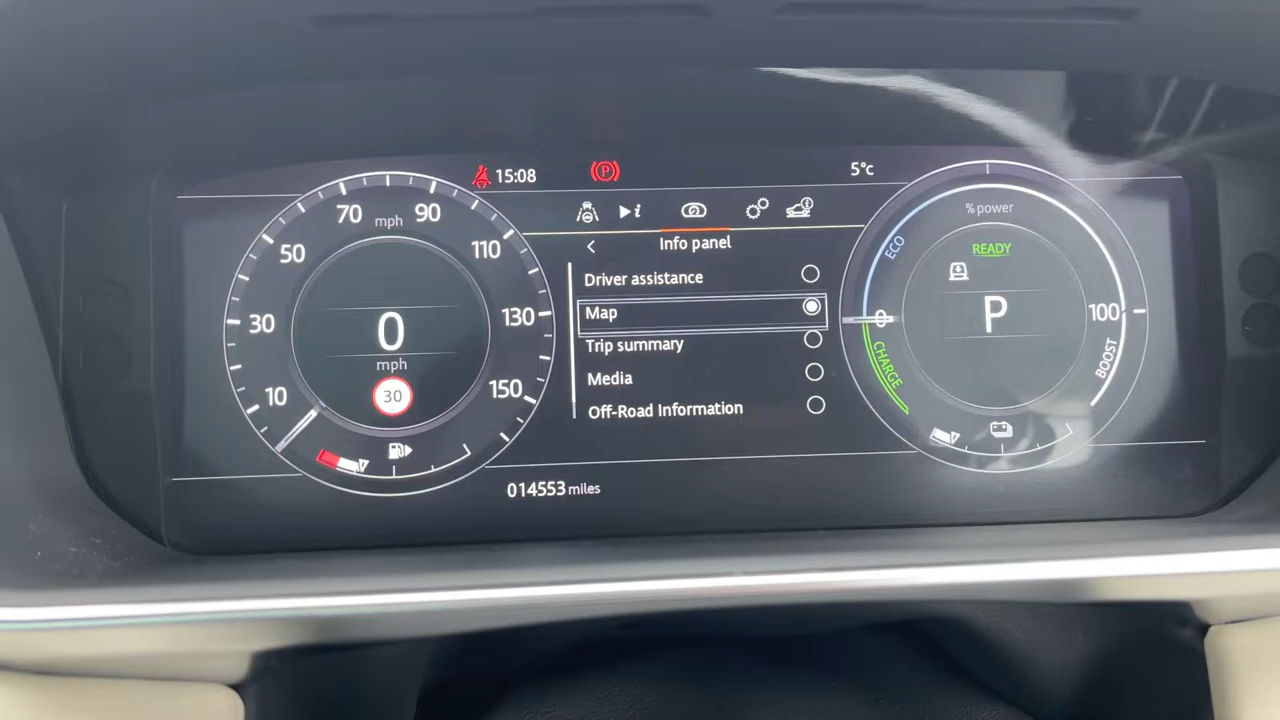 15:08
P
5°c
i
i
Info panel
Driver assistance
Map
Trip summary
Media
Off-Road Information
10
30
50
70
mph
90
110
130
150
0
mph
30
014553 miles
% power
ECO
READY
P
0
100
CHARGE
BOOST